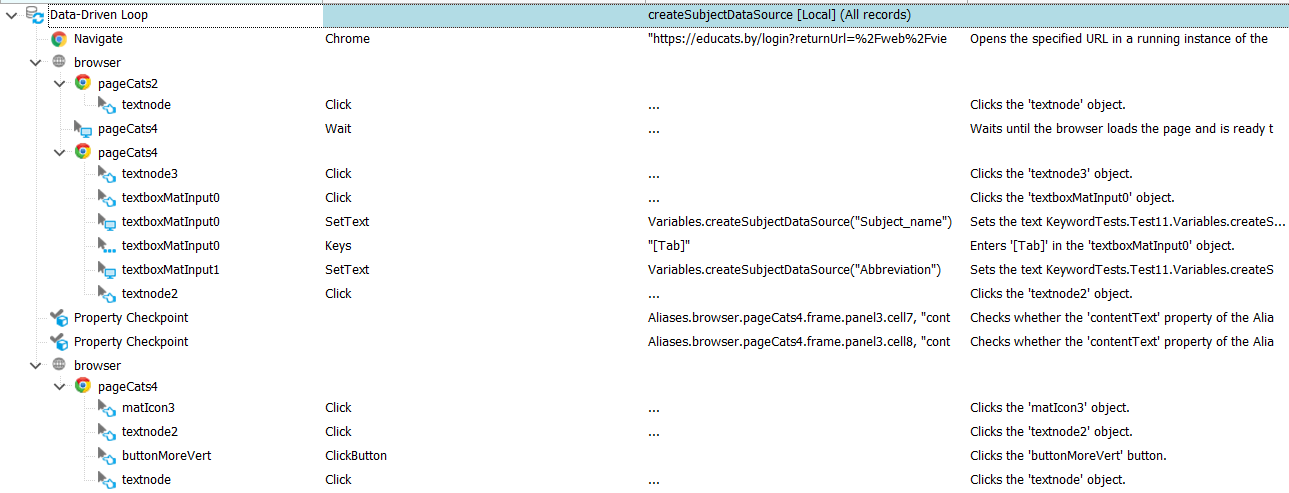 Data-Driven Loop createSubjectDataSource [Local] (All records)
Navigate Chrome "https://educats.by/login?returnUrl=%2Fweb%2Fvie Opens the specified URL in a running instance of the
browser
pageCats2
textnode Click ... Clicks the 'textnode' object.
pageCats4 Wait ... Waits until the browser loads the page and is ready t
pageCats4
textnode3 Click ... Clicks the 'textnode3' object.
textboxMatInput0 Click ... Clicks the 'textboxMatInput0' object.
textboxMatInput0 SetText Variables.createSubjectDataSource("Subject_name") Sets the text KeywordTests.Test11.Variables.createS...
textboxMatInput0 Keys "[Tab]" Enters '[Tab]' in the 'textboxMatInput0' object.
textboxMatInput1 SetText Variables.createSubjectDataSource("Abbreviation") Sets the text KeywordTests.Test11.Variables.createS
textnode2 Click ... Clicks the 'textnode2' object.
Property Checkpoint Aliases.browser.pageCats4.frame.panel3.cell7, "cont Checks whether the 'contentText' property of the Alia
Property Checkpoint Aliases.browser.pageCats4.frame.panel3.cell8, "cont Checks whether the 'contentText' property of the Alia
browser
pageCats4
matIcon3 Click ... Clicks the 'matIcon3' object.
textnode2 Click ... Clicks the 'textnode2' object.
buttonMoreVert ClickButton Clicks the 'buttonMoreVert' button.
textnode Click ... Clicks the 'textnode' object.